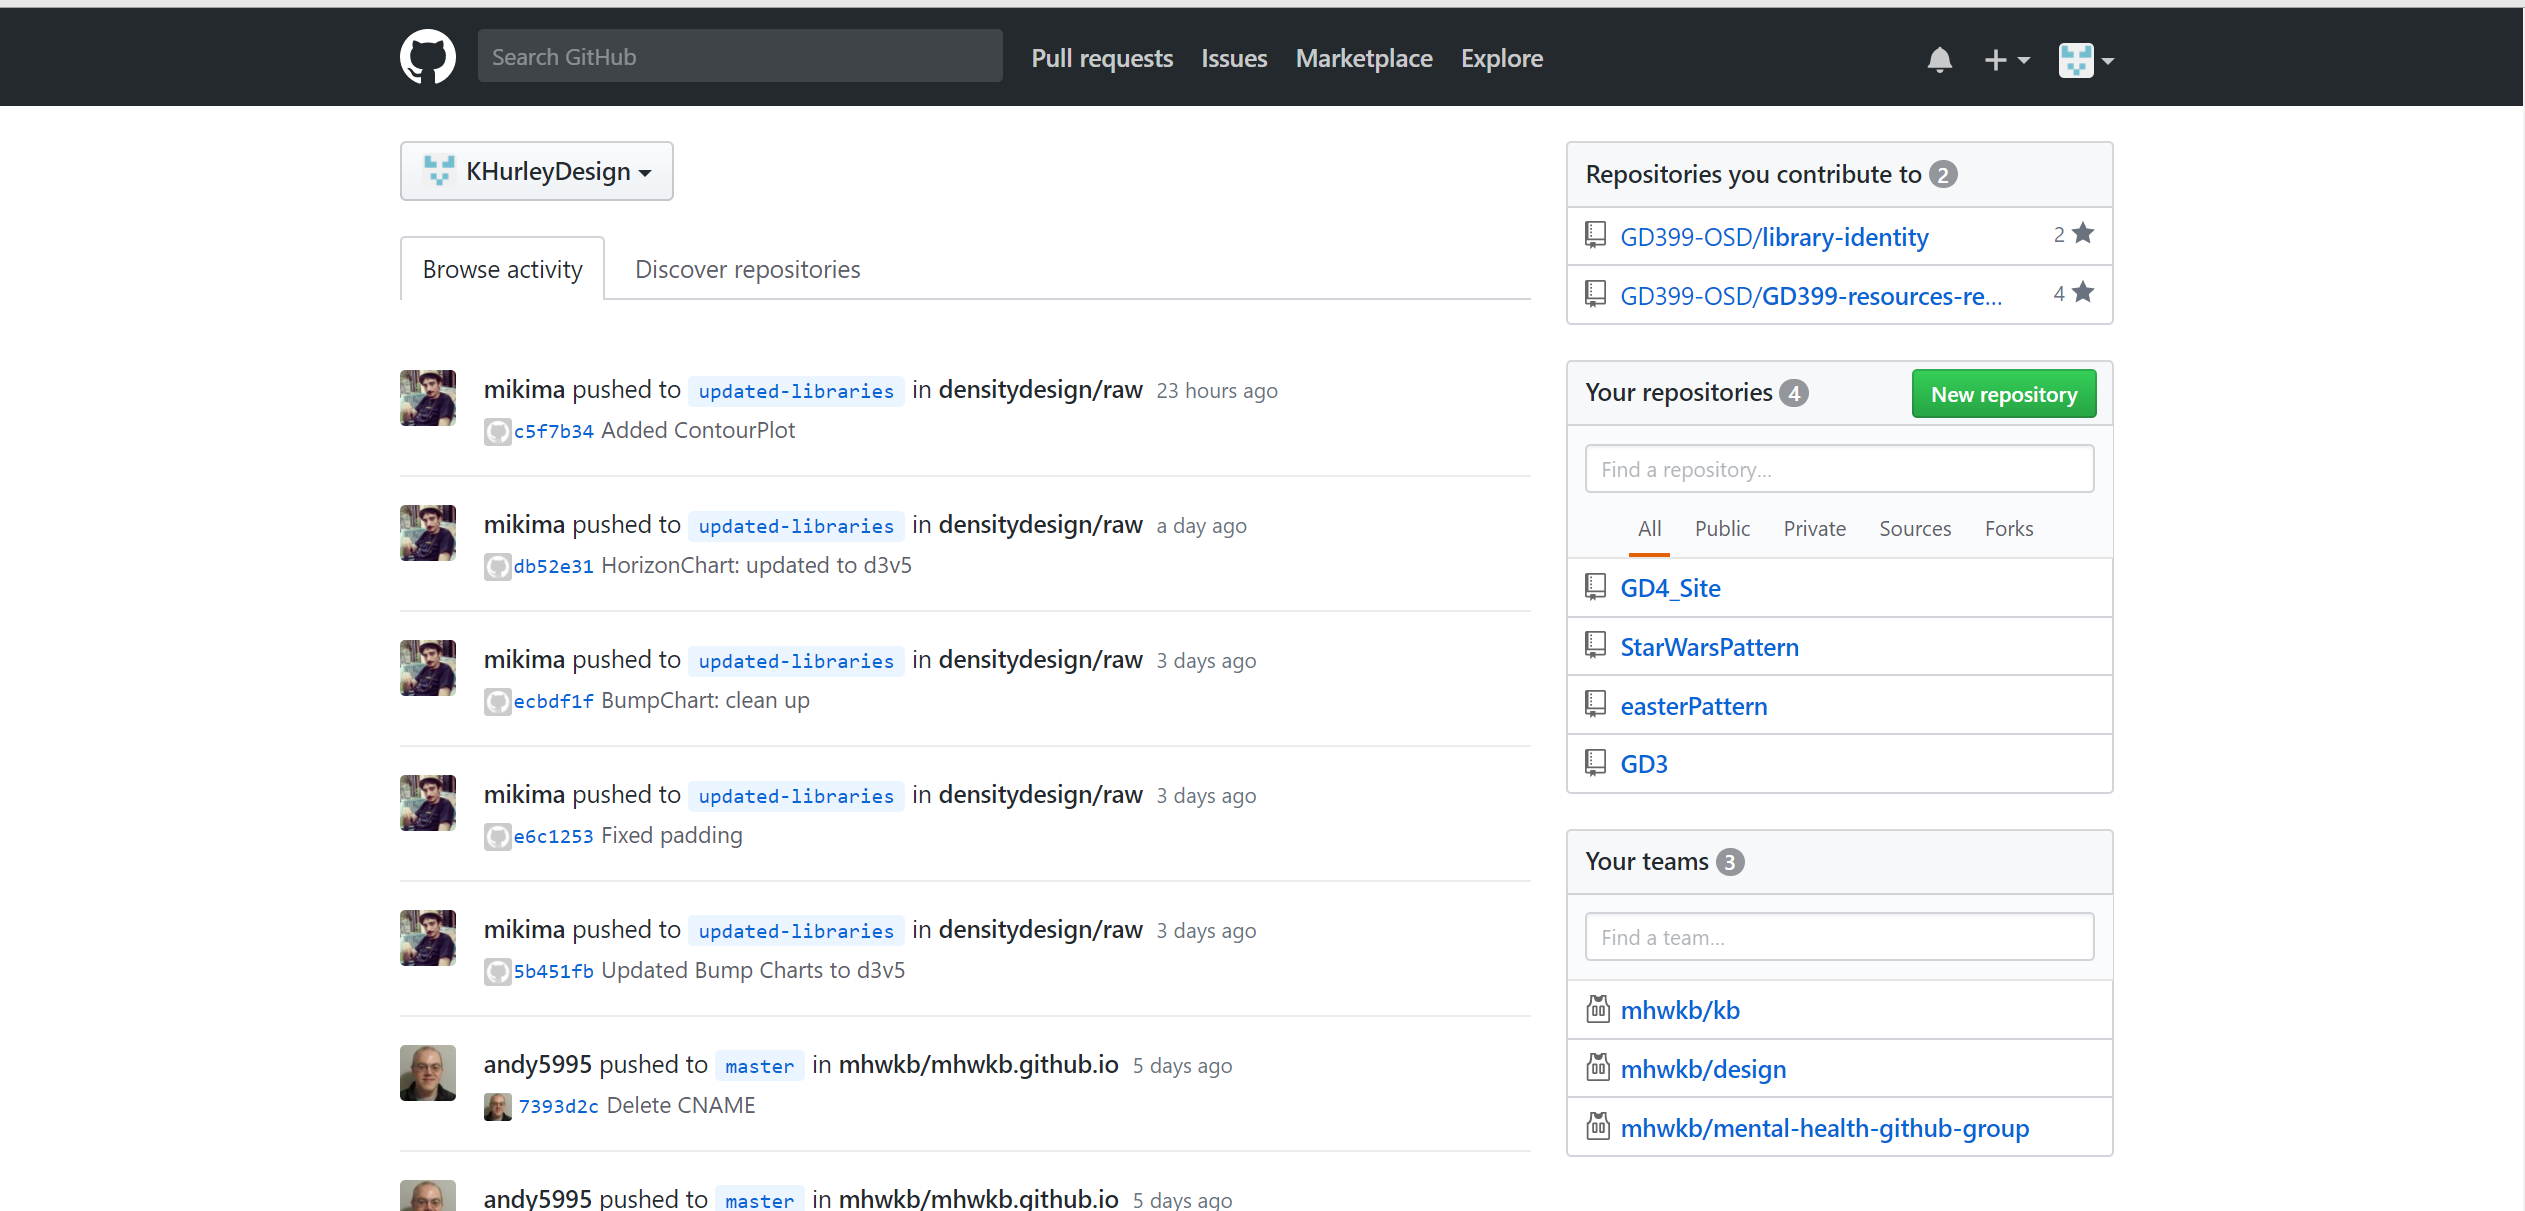 Search GitHub
Pull requests Issues Marketplace Explore
KHurleyDesign
Browse activity Discover repositories
mikima pushed to updated-libraries in densitydesign/raw 23 hours ago
c5f7b34 Added ContourPlot
mikima pushed to updated-libraries in densitydesign/raw a day ago
db52e31 HorizonChart: updated to d3v5
mikima pushed to updated-libraries in densitydesign/raw 3 days ago
ecbdf1f BumpChart: clean up
mikima pushed to updated-libraries in densitydesign/raw 3 days ago
e6c1253 Fixed padding
mikima pushed to updated-libraries in densitydesign/raw 3 days ago
5b451fb Updated Bump Charts to d3v5
andy5995 pushed to master in mhwkb/mhwkb.github.io 5 days ago
7393d2c Delete CNAME
andy5995 pushed to master in mhwkb/mhwkb.github.io 5 days ago
Repositories you contribute to 2
GD399-OSD/library-identity 2
GD399-OSD/GD399-resources-re... 4
Your repositories 4 New repository
Find a repository...
All Public Private Sources Forks
GD4_Site
StarWarsPattern
easterPattern
GD3
Your teams 3
Find a team...
mhwkb/kb
mhwkb/design
mhwkb/mental-health-github-group